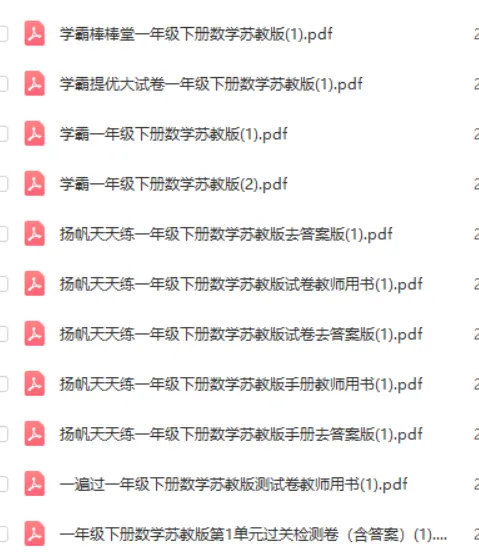 学霸棒棒堂一年级下册数学苏教版(1).pdf
学霸提优大试卷一年级下册数学苏教版(1).pdf
学霸一年级下册数学苏教版(1).pdf
学霸一年级下册数学苏教版(2).pdf
扬帆天天练一年级下册数学苏教版去答案版(1).pdf
扬帆天天练一年级下册数学苏教版试卷教师用书(1).pdf
扬帆天天练一年级下册数学苏教版试卷去答案版(1).pdf
扬帆天天练一年级下册数学苏教版手册教师用书(1).pdf
扬帆天天练一年级下册数学苏教版手册去答案版(1).pdf
一遍过一年级下册数学苏教版测试卷教师用书(1).pdf
一年级下册数学苏教版第1单元过关检测卷（含答案）(1)....